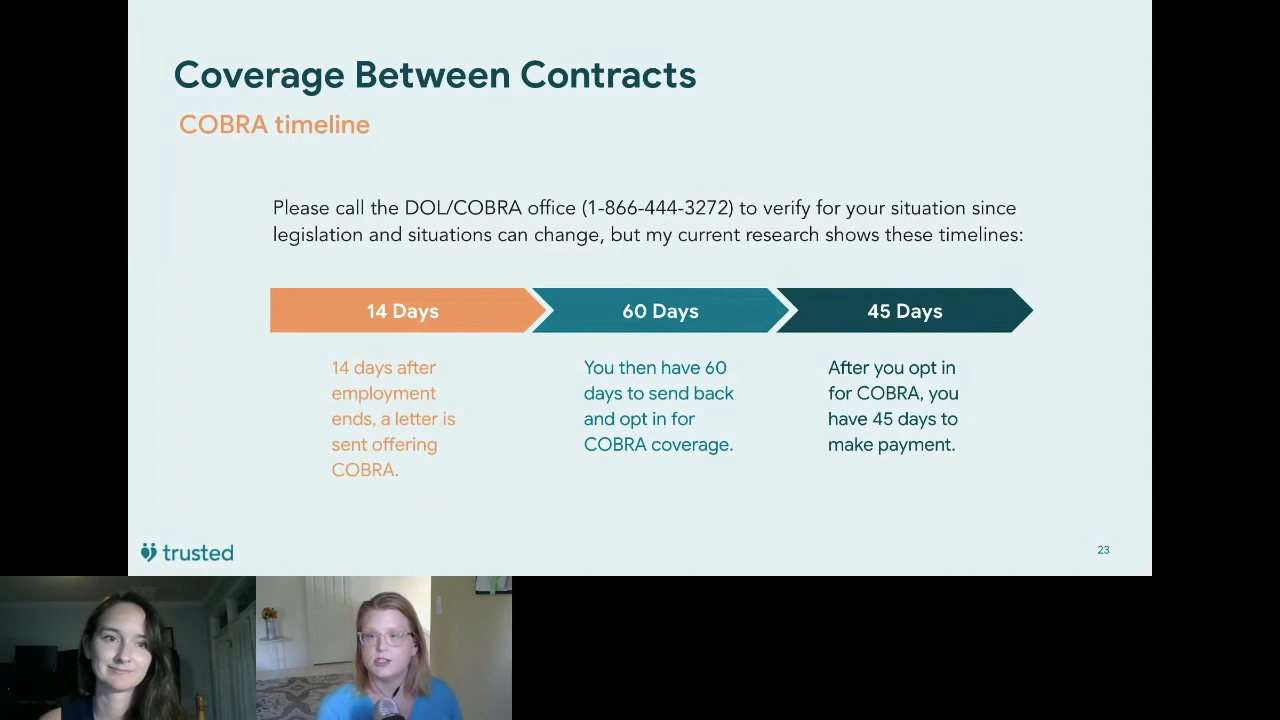 Coverage Between Contracts
COBRA timeline
Please call the DOL/COBRA office (1-866-444-3272) to verify for your situation since
legislation and situations can change, but my current research shows these timelines:
14 Days
60 Days
45 Days
14 days after
employment
ends, a letter is
sent offering
COBRA.
You then have 60
days to send back
and opt in for
COBRA coverage.
After you opt in
for COBRA, you
have 45 days to
make payment.
trusted
23